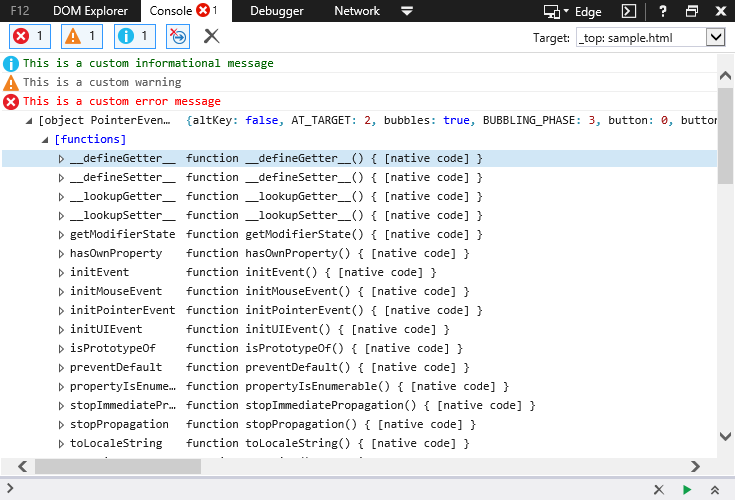 F12 DOM Explorer Console 1 Debugger Network Edge ?
1 1 1 Target: _top: sample.html
This is a custom informational message
This is a custom warning
This is a custom error message
[object PointerEven... {altKey: false, AT_TARGET: 2, bubbles: true, BUBBLING_PHASE: 3, button: 0, button
[functions]
__defineGetter__ function __defineGetter__() { [native code] }
__defineSetter__ function __defineSetter__() { [native code] }
__lookupGetter__ function __lookupGetter__() { [native code] }
__lookupSetter__ function __lookupSetter__() { [native code] }
getModifierState function getModifierState() { [native code] }
hasOwnProperty function hasOwnProperty() { [native code] }
initEvent function initEvent() { [native code] }
initMouseEvent function initMouseEvent() { [native code] }
initPointerEvent function initPointerEvent() { [native code] }
initUIEvent function initUIEvent() { [native code] }
isPrototypeOf function isPrototypeOf() { [native code] }
preventDefault function preventDefault() { [native code] }
propertyIsEnume... function propertyIsEnumerable() { [native code] }
stopImmediatePr... function stopImmediatePropagation() { [native code] }
stopPropagation function stopPropagation() { [native code] }
toLocaleString function toLocaleString() { [native code] }